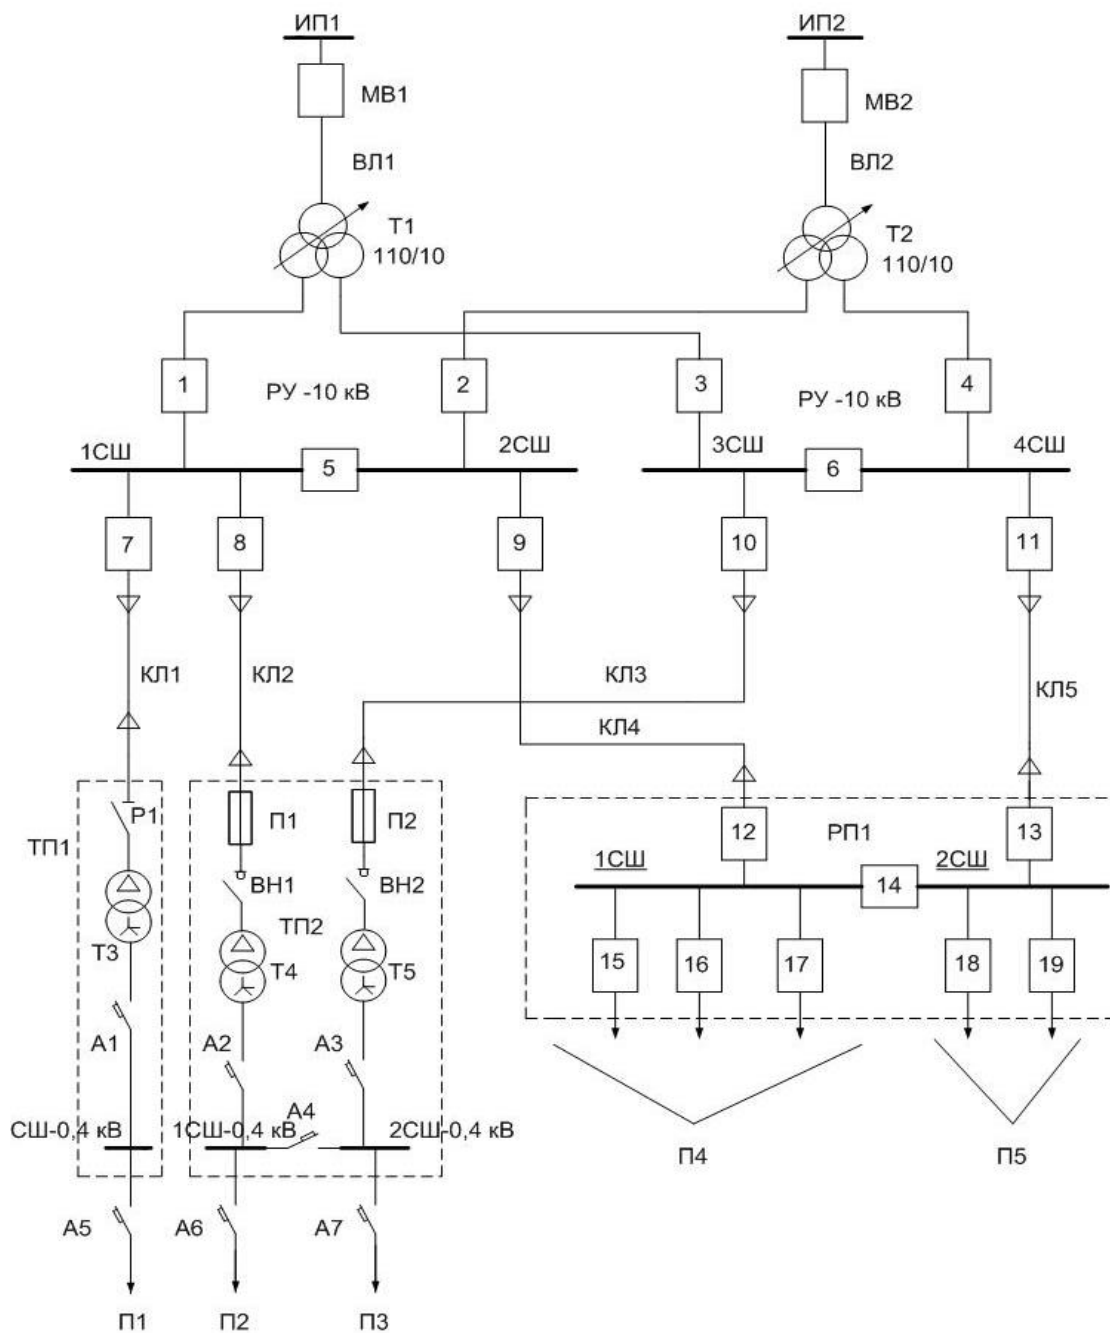 ИП1
ИП2
МВ1
МВ2
ВЛ1
ВЛ2
Т1
110/10
Т2
110/10
1
2
3
4
РУ -10 кВ
РУ -10 кВ
1СШ
5
2СШ
3СШ
6
4СШ
7
8
9
10
11
КЛ1
КЛ2
КЛ3
КЛ5
КЛ4
Р1
П1
П2
12
РП1
13
ТП1
1СШ
2СШ
14
ВН1
ВН2
ТП2
Т3
Т4
Т5
15
16
17
18
19
А1
А2
А3
А4
СШ-0,4 кВ
1СШ-0,4 кВ
2СШ-0,4 кВ
П4
П5
А5
А6
А7
П1
П2
П3